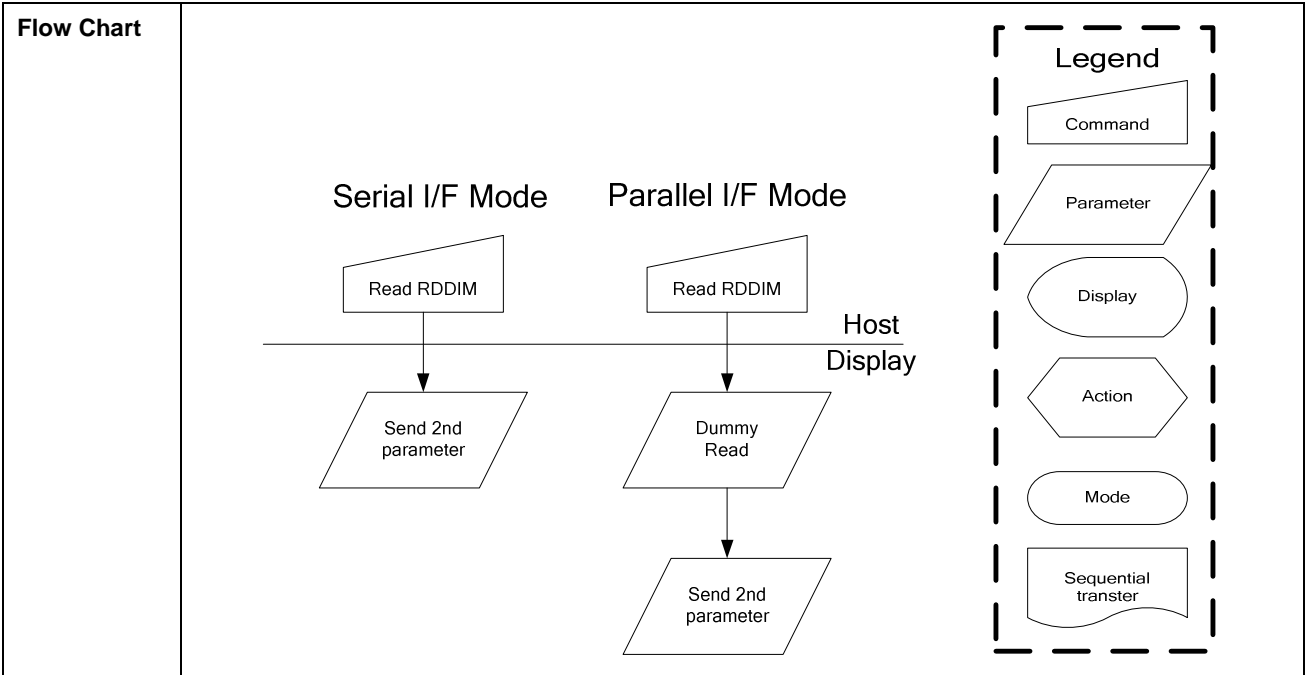 Flow Chart
Serial I/F Mode
Parallel I/F Mode
Read RDDIM
Read RDDIM
Host
Display
Send 2nd
parameter
Dummy
Read
Send 2nd
parameter
Legend
Command
Parameter
Display
Action
Mode
Sequential
transter